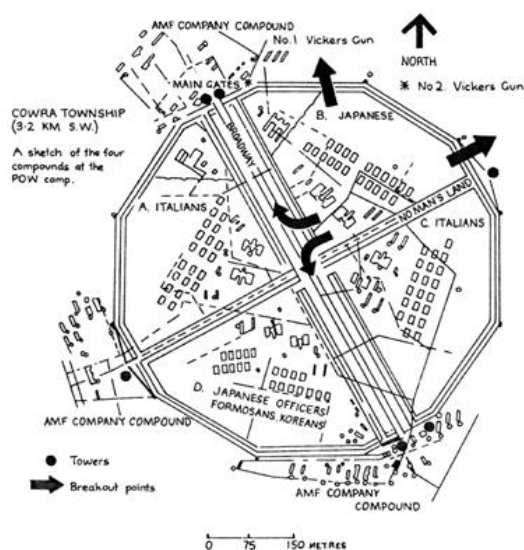 AMF COMPANY
COMPOUND
No.1 Vickers Gun
MAIN GATES
NORTH
* No2. Vickers Gun
B. JAPANESE
COWRA TOWNSHIP
(3·2 KM S.W.)
A sketch of the four
compounds at the
POW camp.
BROADWAY
NO MAN'S LAND
A. ITALIANS
C. ITALIANS
D. JAPANESE OFFICERS
FORMOSANS, KOREANS
AMF COMPANY COMPOUND
Towers
Breakout points
AMF COMPANY
COMPOUND
0 75 150 METRES